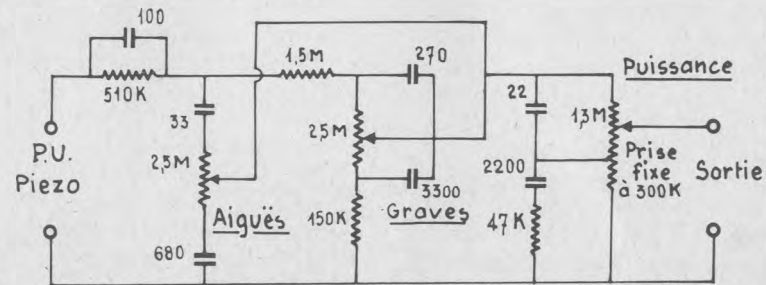 100
510K
33
2,5M
680
P.U.
Piezo
Aiguës
1,5M
270
2,5M
3300
150K
Graves
22
2200
47K
Puissance
1,3M
Prise
fixe
à 300K
Sortie